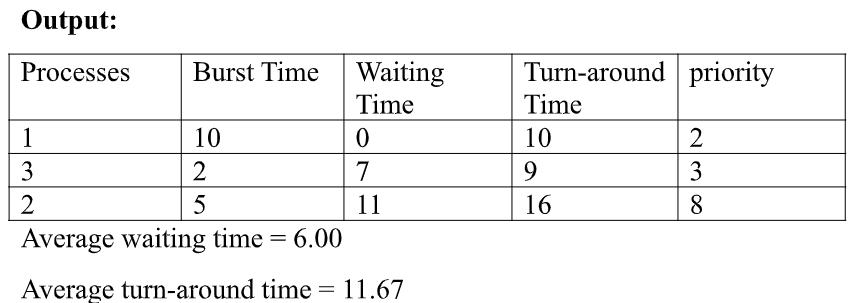 Output:
Processes Burst Time Waiting Time Turn-around Time priority
1 10 0 10 2
3 2 7 9 3
2 5 11 16 8
Average waiting time = 6.00
Average turn-around time = 11.67